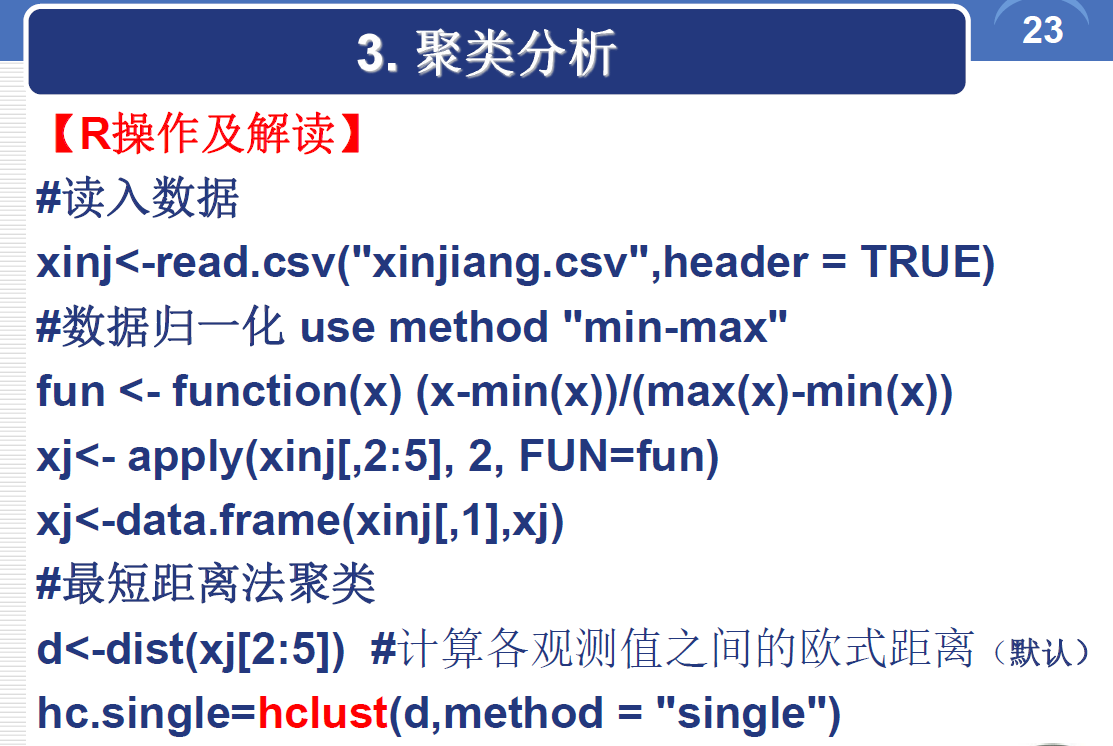 3. 聚类分析
23
【R操作及解读】
#读入数据
xinj<-read.csv("xinjiang.csv",header = TRUE)
#数据归一化 use method "min-max"
fun <- function(x) (x-min(x))/(max(x)-min(x))
xj<- apply(xinj[,2:5], 2, FUN=fun)
xj<-data.frame(xinj[,1],xj)
#最短距离法聚类
d<-dist(xj[2:5]) #计算各观测值之间的欧式距离（默认）
hc.single=hclust(d,method = "single")